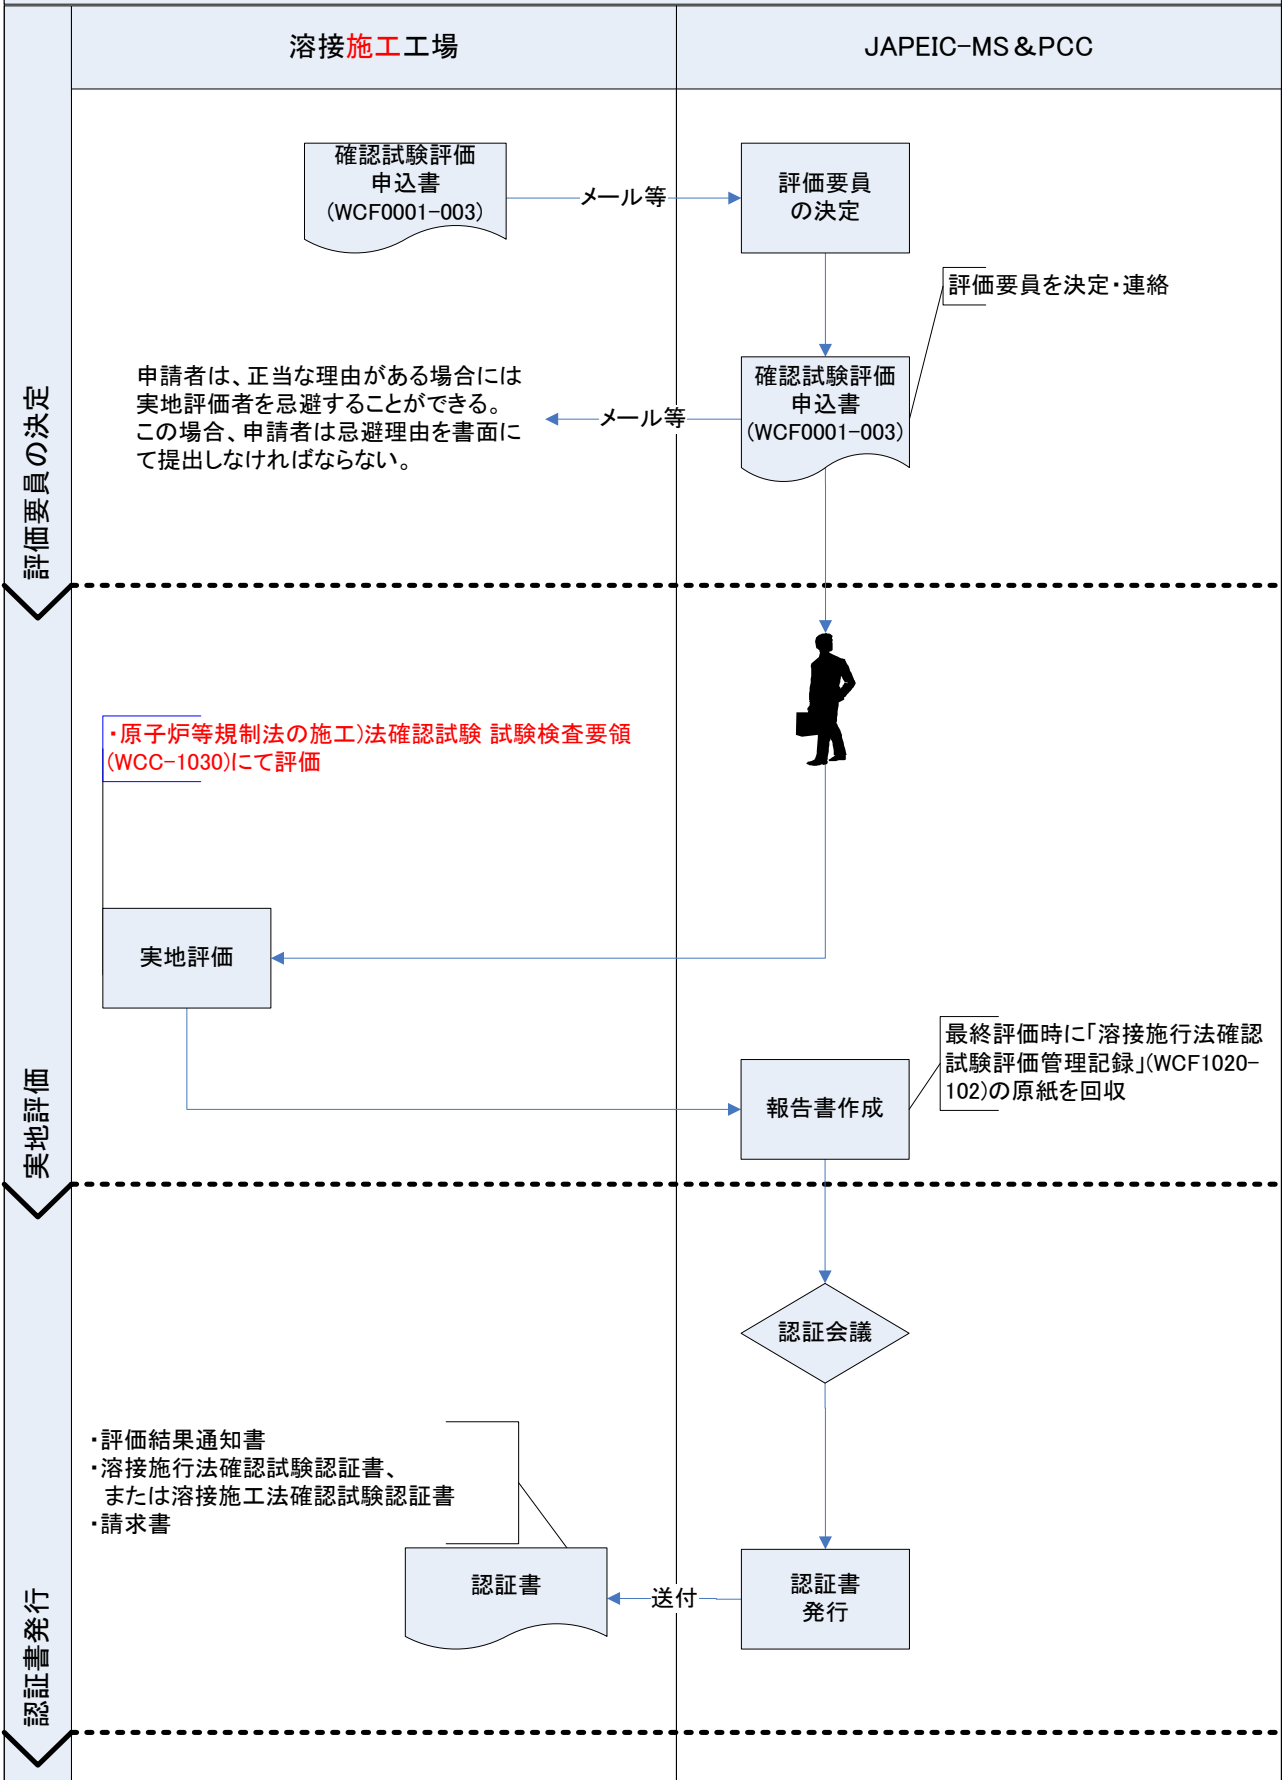 溶接施工工場
JAPEIC-MS&PCC
評価要員の決定
確認試験評価
申込書
(WCF0001-003)
メール等
評価要員
の決定
評価要員を決定・連絡
申請者は、正当な理由がある場合には
実地評価者を忌避することができる。
この場合、申請者は忌避理由を書面に
て提出しなければならない。
メール等
確認試験評価
申込書
(WCF0001-003)
実地評価
・原子炉等規制法の施工)法確認試験 試験検査要領
(WCC-1030)にて評価
実地評価
報告書作成
最終評価時に「溶接施行法確認
試験評価管理記録」(WCF1020-
102)の原紙を回収
認証書発行
認証会議
・評価結果通知書
・溶接施行法確認試験認証書、
または溶接施工法確認試験認証書
・請求書
認証書
送付
認証書
発行